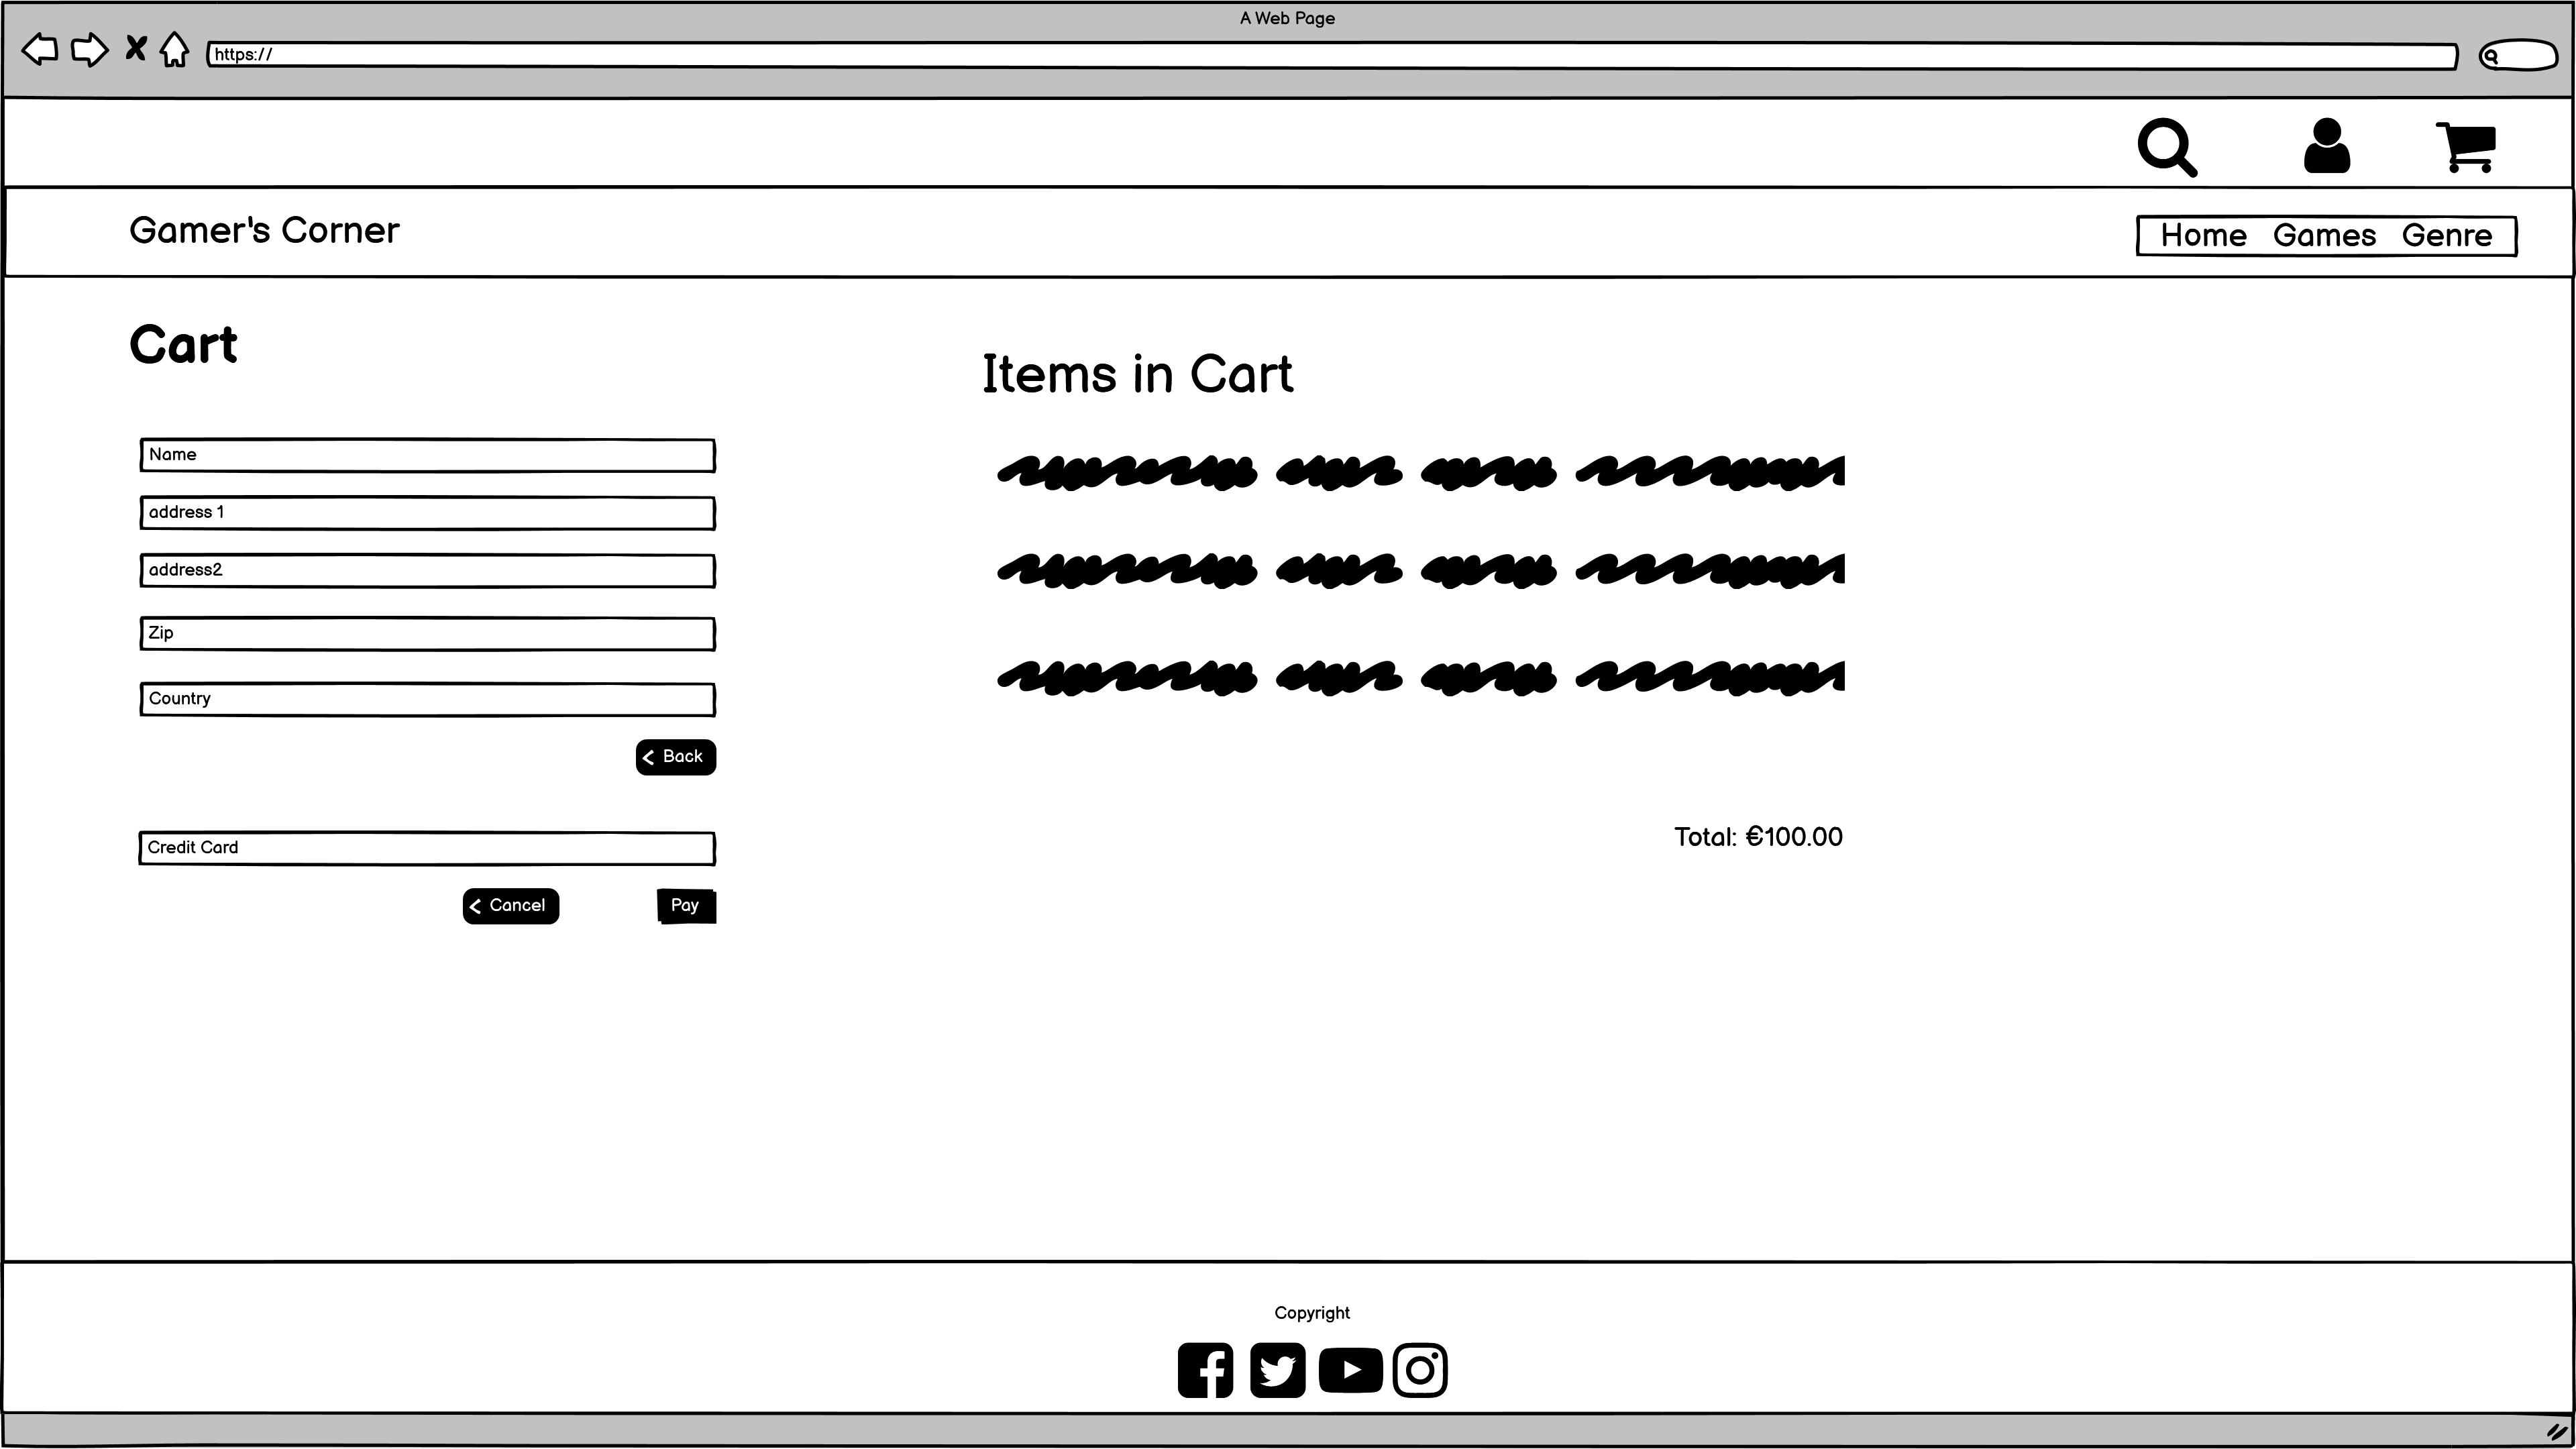 A Web Page
https://
Gamer's Corner
Home Games Genre
Cart
Items in Cart
Name
address 1
address2
Zip
Country
Back
Credit Card
Total: €100.00
Cancel
Pay
Copyright